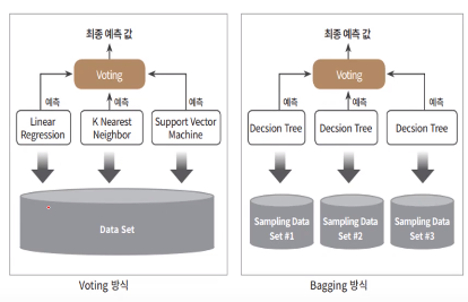 최종 예측 값
Voting
예측 예측 예측
Linear Regression
K Nearest Neighbor
Support Vector Machine
Data Set
Voting 방식
최종 예측 값
Voting
예측 예측 예측
Decsion Tree
Decsion Tree
Decsion Tree
Sampling Data Set #1
Sampling Data Set #2
Sampling Data Set #3
Bagging 방식